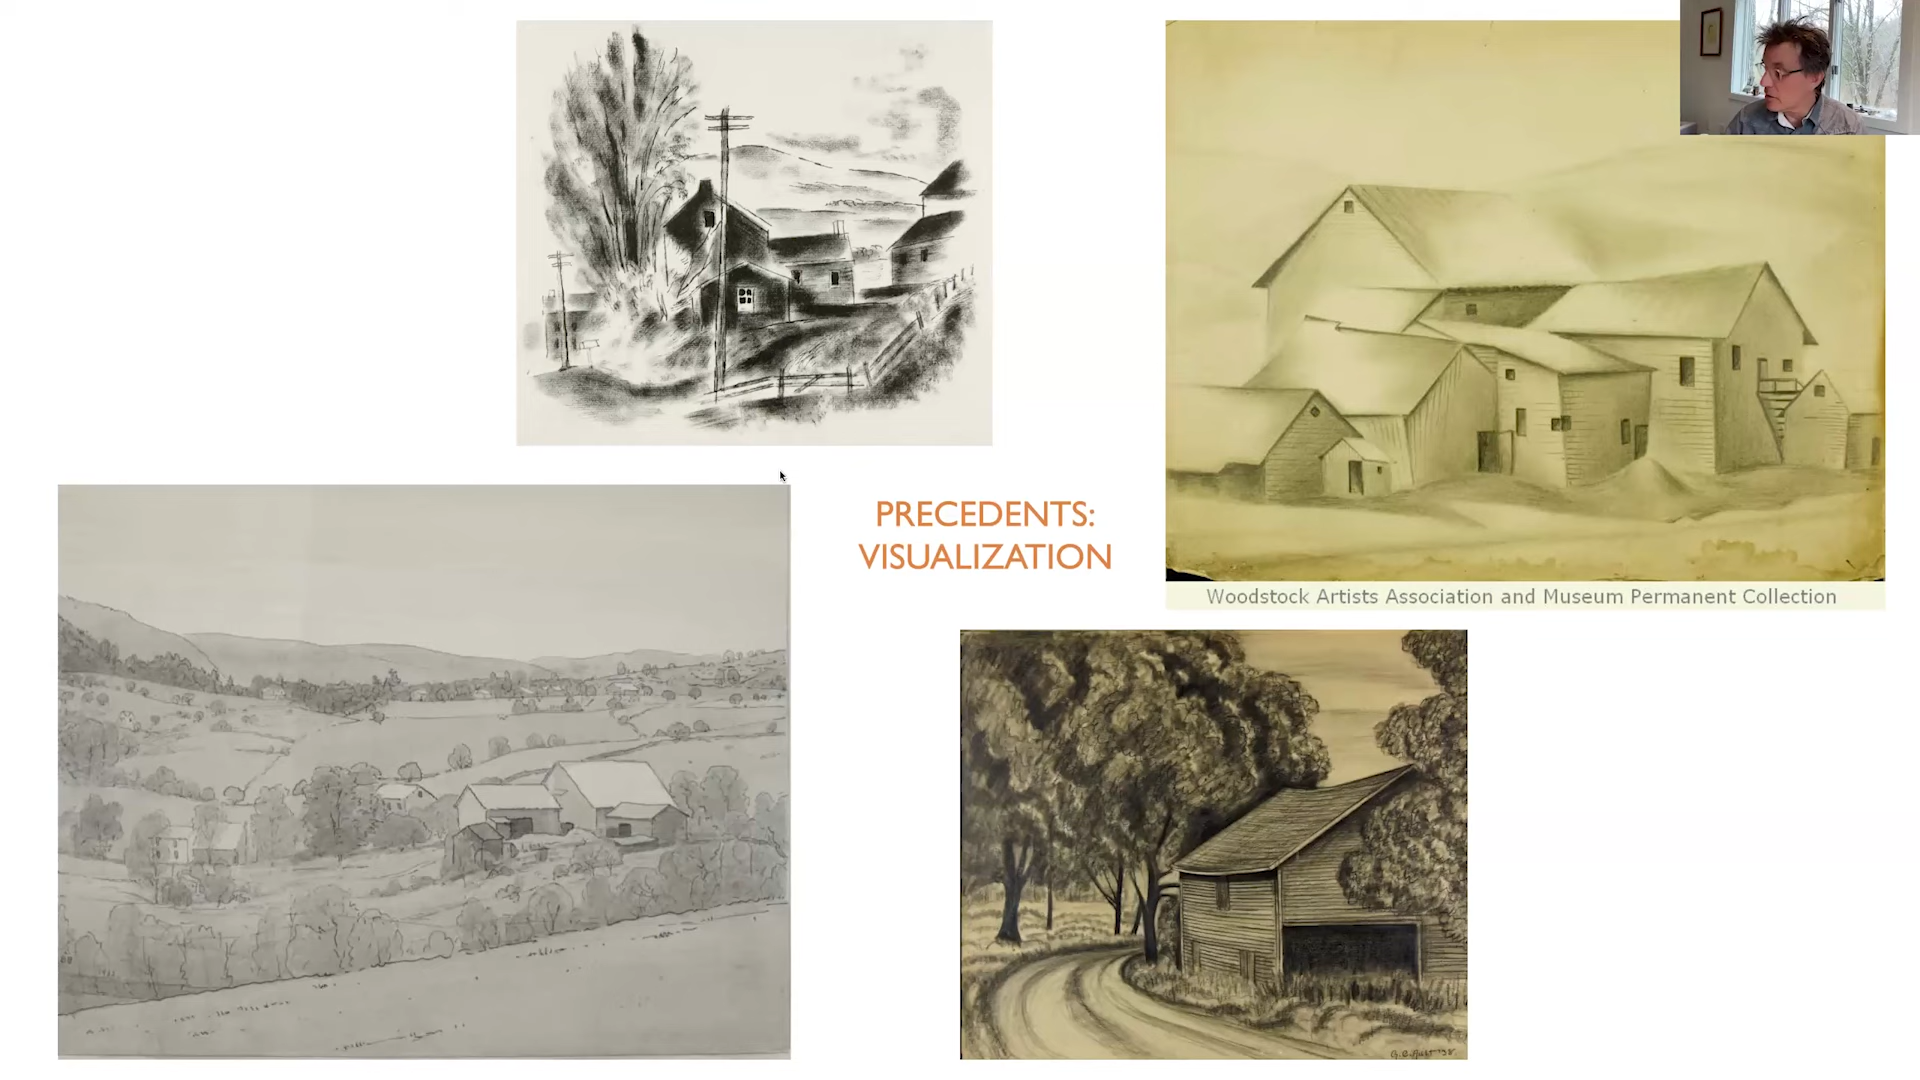 PRECEDENTS:
VISUALIZATION
Woodstock Artists Association and Museum Permanent Collection